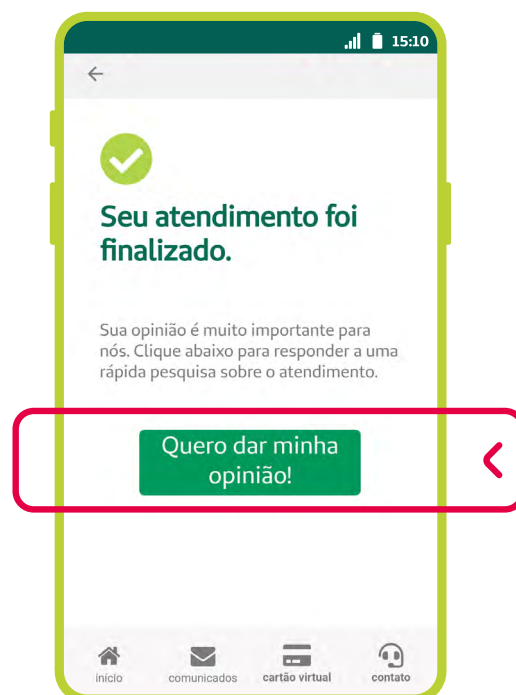 15:10
Seu atendimento foi
finalizado.
Sua opinião é muito importante para
nós. Clique abaixo para responder a uma
rápida pesquisa sobre o atendimento.
Quero dar minha
opinião!
início comunicados cartão virtual contato